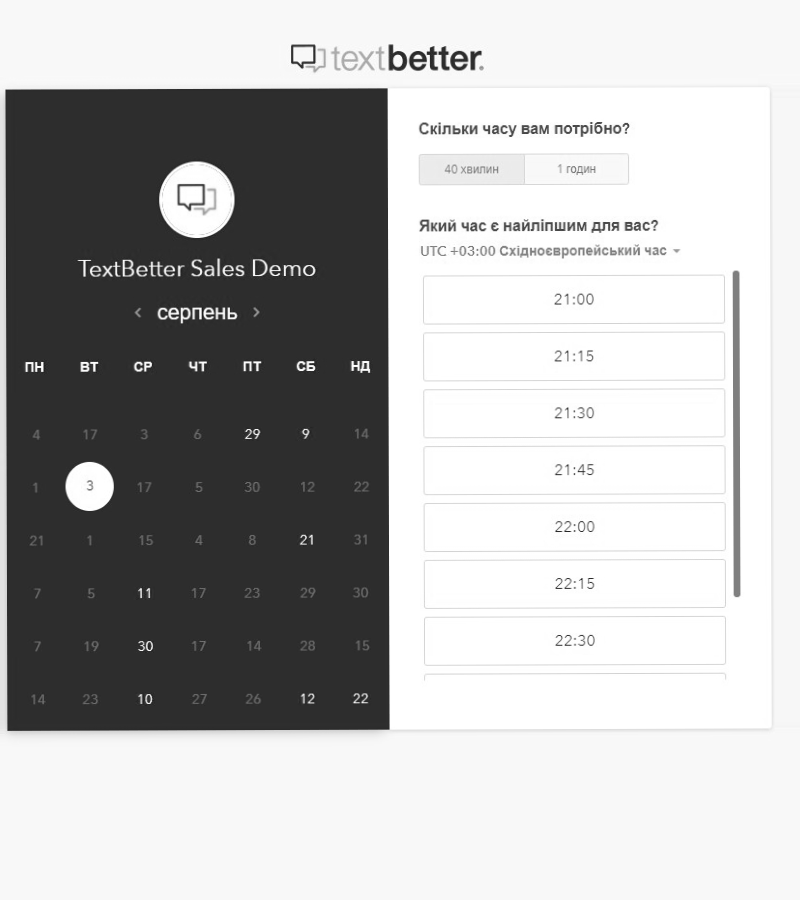 textbetter.
TextBetter Sales Demo
серпень
ПН ВТ СР ЧТ ПТ СБ НД
4 17 3 6 29 9 14
1 3 17 5 30 12 22
21 1 15 4 8 21 31
7 5 11 17 23 29 30
7 19 30 17 14 28 15
14 23 10 27 26 12 22
Скільки часу вам потрібно?
40 хвилин 1 годин
Який час є найліпшим для вас?
UTC +03:00 Східноєвропейський час
21:00
21:15
21:30
21:45
22:00
22:15
22:30